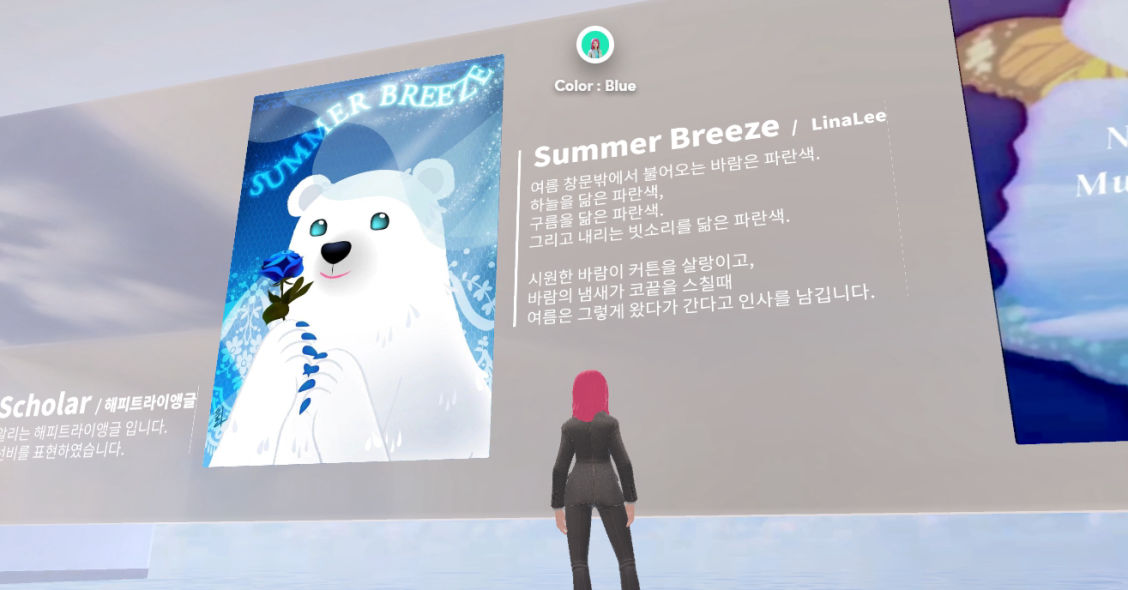 Color : Blue
SUMMER BREEZE
Summer Breeze / LinaLee
여름 창문밖에서 불어오는 바람은 파란색.
하늘을 닮은 파란색,
구름을 닮은 파란색.
그리고 내리는 빗소리를 닮은 파란색.
시원한 바람이 커튼을 살랑이고,
바람의 냄새가 코끝을 스칠때
여름은 그렇게 왔다가 간다고 인사를 남깁니다.
Scholar / 해피트라이앵글
알리는 해피트라이앵글 입니다.
선비를 표현하였습니다.